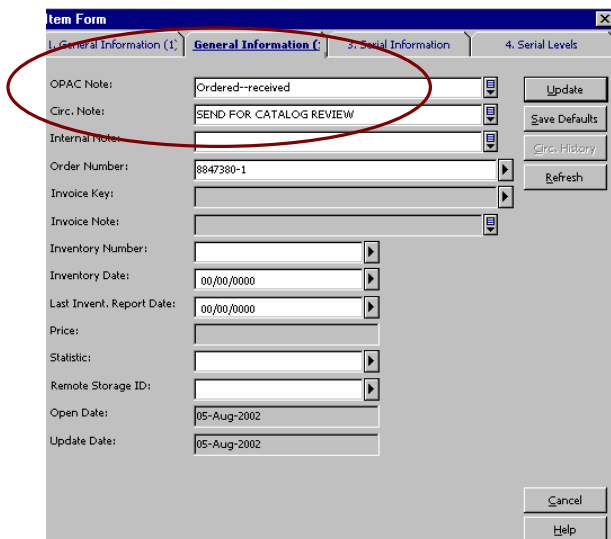 Item Form
1. General Information (1)
General Information (
3. Serial Information
4. Serial Levels
OPAC Note: Ordered--received
Update
Circ. Note: SEND FOR CATALOG REVIEW
Save Defaults
Internal Note:
Circ. History
Order Number: 8847380-1
Refresh
Invoice Key:
Invoice Note:
Inventory Number:
Inventory Date: 00/00/0000
Last Invent. Report Date: 00/00/0000
Price:
Statistic:
Remote Storage ID:
Open Date: 05-Aug-2002
Update Date: 05-Aug-2002
Cancel
Help